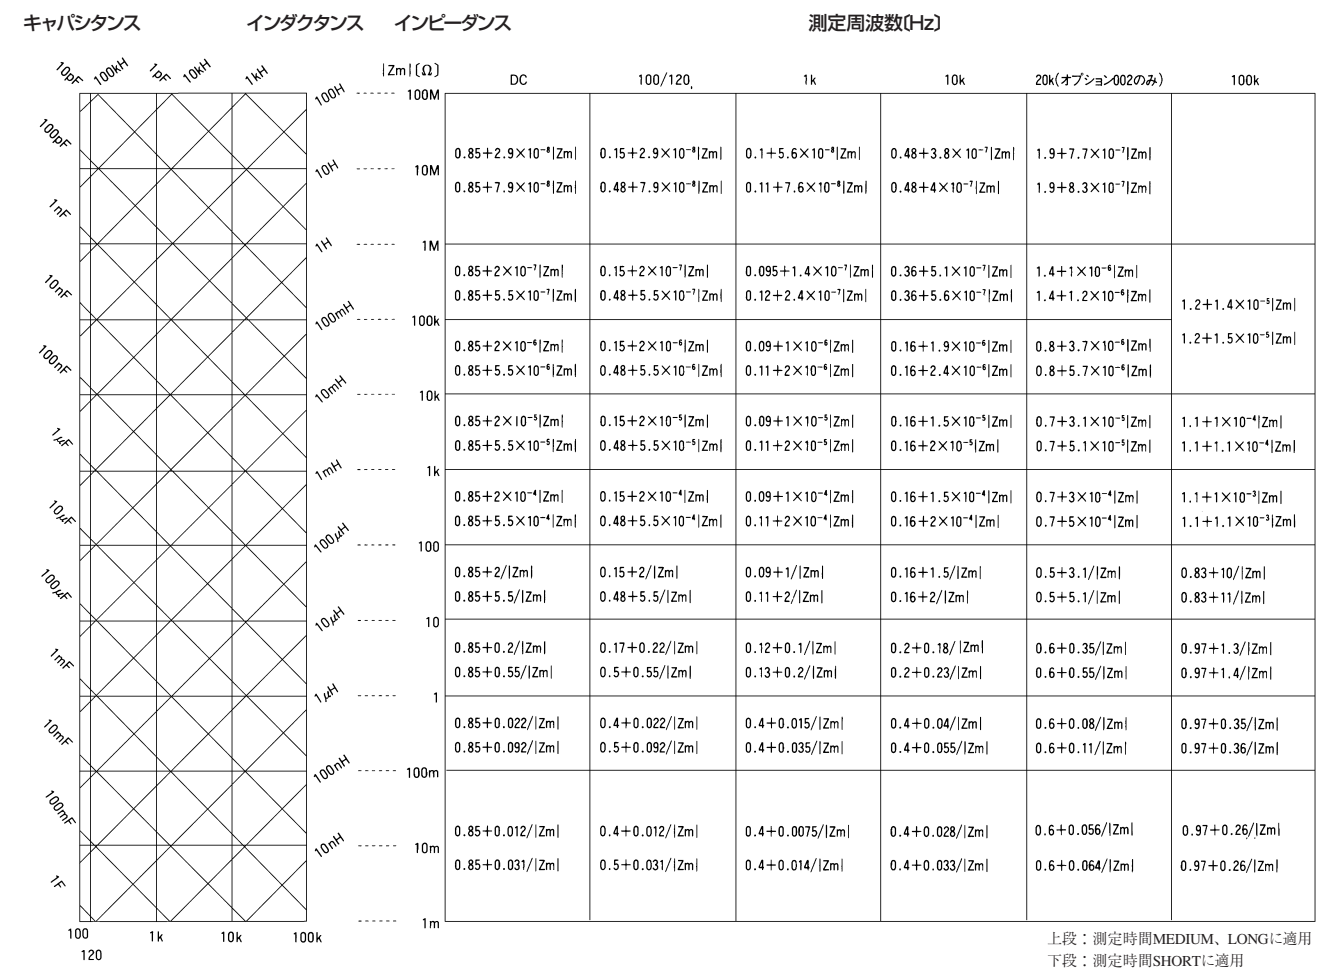 キャパシタンス インダクタンス インピーダンス 測定周波数〔Hz〕
10pF 100kH 1pF 10kH 1kH |Zm|〔Ω〕 DC 100/120 1k 10k 20k(オプション002のみ) 100k
100H 100M
100pF
0.85+2.9×10⁻⁸|Zm| 0.15+2.9×10⁻⁸|Zm| 0.1+5.6×10⁻⁸|Zm| 0.48+3.8×10⁻⁷|Zm| 1.9+7.7×10⁻⁷|Zm|
10H 10M
0.85+7.9×10⁻⁸|Zm| 0.48+7.9×10⁻⁸|Zm| 0.11+7.6×10⁻⁸|Zm| 0.48+4×10⁻⁷|Zm| 1.9+8.3×10⁻⁷|Zm|
1nF
1H 1M
0.85+2×10⁻⁷|Zm| 0.15+2×10⁻⁷|Zm| 0.095+1.4×10⁻⁷|Zm| 0.36+5.1×10⁻⁷|Zm| 1.4+1×10⁻⁶|Zm|
10nF
0.85+5.5×10⁻⁷|Zm| 0.48+5.5×10⁻⁷|Zm| 0.12+2.4×10⁻⁷|Zm| 0.36+5.6×10⁻⁷|Zm| 1.4+1.2×10⁻⁶|Zm|
1.2+1.4×10⁻⁵|Zm|
100mH 100k
1.2+1.5×10⁻⁵|Zm|
0.85+2×10⁻⁶|Zm| 0.15+2×10⁻⁶|Zm| 0.09+1×10⁻⁶|Zm| 0.16+1.9×10⁻⁶|Zm| 0.8+3.7×10⁻⁶|Zm|
100nF
0.85+5.5×10⁻⁶|Zm| 0.48+5.5×10⁻⁶|Zm| 0.11+2×10⁻⁶|Zm| 0.16+2.4×10⁻⁶|Zm| 0.8+5.7×10⁻⁶|Zm|
10mH 10k
0.85+2×10⁻⁵|Zm| 0.15+2×10⁻⁵|Zm| 0.09+1×10⁻⁵|Zm| 0.16+1.5×10⁻⁵|Zm| 0.7+3.1×10⁻⁵|Zm| 1.1+1×10⁻⁴|Zm|
1μF
0.85+5.5×10⁻⁵|Zm| 0.48+5.5×10⁻⁵|Zm| 0.11+2×10⁻⁵|Zm| 0.16+2×10⁻⁵|Zm| 0.7+5.1×10⁻⁵|Zm| 1.1+1.1×10⁻⁴|Zm|
1mH 1k
0.85+2×10⁻⁴|Zm| 0.15+2×10⁻⁴|Zm| 0.09+1×10⁻⁴|Zm| 0.16+1.5×10⁻⁴|Zm| 0.7+3×10⁻⁴|Zm| 1.1+1×10⁻³|Zm|
10μF
0.85+5.5×10⁻⁴|Zm| 0.48+5.5×10⁻⁴|Zm| 0.11+2×10⁻⁴|Zm| 0.16+2×10⁻⁴|Zm| 0.7+5×10⁻⁴|Zm| 1.1+1.1×10⁻³|Zm|
100μH 100
0.85+2/|Zm| 0.15+2/|Zm| 0.09+1/|Zm| 0.16+1.5/|Zm| 0.5+3.1/|Zm| 0.83+10/|Zm|
100μF
0.85+5.5/|Zm| 0.48+5.5/|Zm| 0.11+2/|Zm| 0.16+2/|Zm| 0.5+5.1/|Zm| 0.83+11/|Zm|
10μH 10
0.85+0.2/|Zm| 0.17+0.22/|Zm| 0.12+0.1/|Zm| 0.2+0.18/|Zm| 0.6+0.35/|Zm| 0.97+1.3/|Zm|
1mF
0.85+0.55/|Zm| 0.5+0.55/|Zm| 0.13+0.2/|Zm| 0.2+0.23/|Zm| 0.6+0.55/|Zm| 0.97+1.4/|Zm|
1μH 1
0.85+0.022/|Zm| 0.4+0.022/|Zm| 0.4+0.015/|Zm| 0.4+0.04/|Zm| 0.6+0.08/|Zm| 0.97+0.35/|Zm|
10mF
0.85+0.092/|Zm| 0.5+0.092/|Zm| 0.4+0.035/|Zm| 0.4+0.055/|Zm| 0.6+0.11/|Zm| 0.97+0.36/|Zm|
100nH 100m
100mF
0.85+0.012/|Zm| 0.4+0.012/|Zm| 0.4+0.0075/|Zm| 0.4+0.028/|Zm| 0.6+0.056/|Zm| 0.97+0.26/|Zm|
10nH 10m
0.85+0.031/|Zm| 0.5+0.031/|Zm| 0.4+0.014/|Zm| 0.4+0.033/|Zm| 0.6+0.064/|Zm| 0.97+0.26/|Zm|
1F
1m
100 1k 10k 100k
120
上段：測定時間MEDIUM、LONGに適用
下段：測定時間SHORTに適用